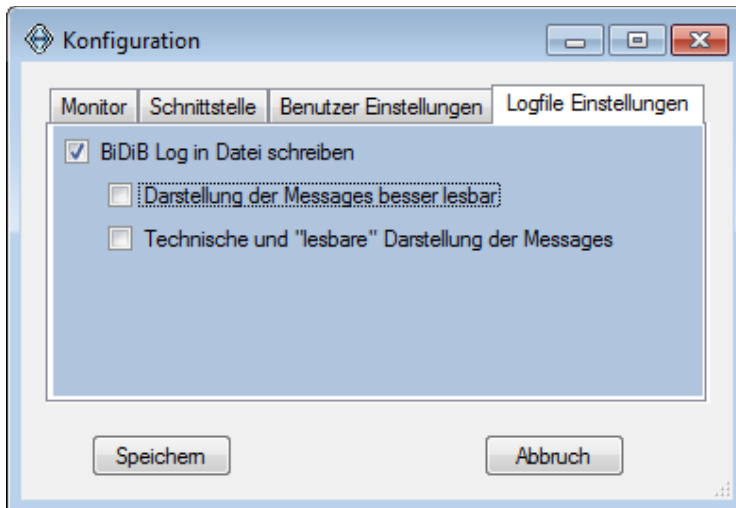 Konfiguration
Monitor Schnittstelle Benutzer Einstellungen Logfile Einstellungen
BiDiB Log in Datei schreiben
Darstellung der Messages besser lesbar
Technische und "lesbare" Darstellung der Messages
Speichern Abbruch